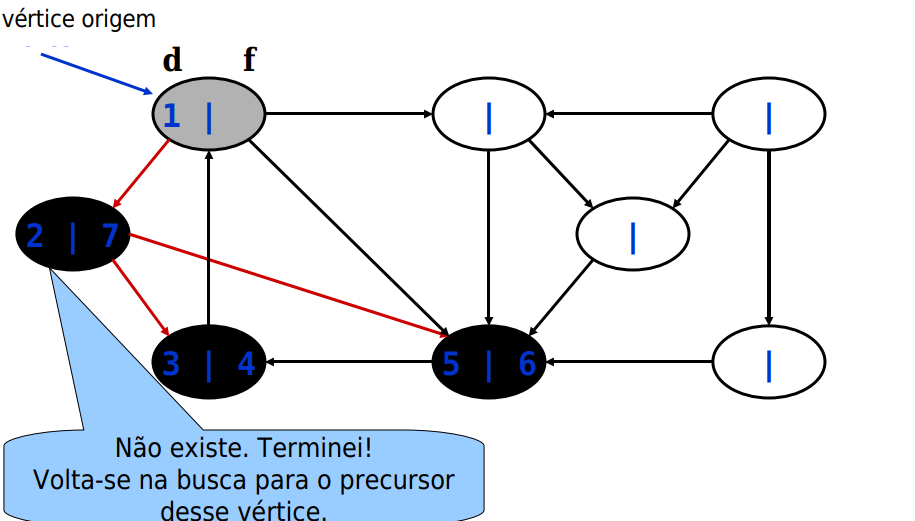 vértice origem
d f
1 | | |
2 | 7 |
3 | 4 5 | 6 |
Não existe. Terminei!
Volta-se na busca para o precursor
desse vértice.